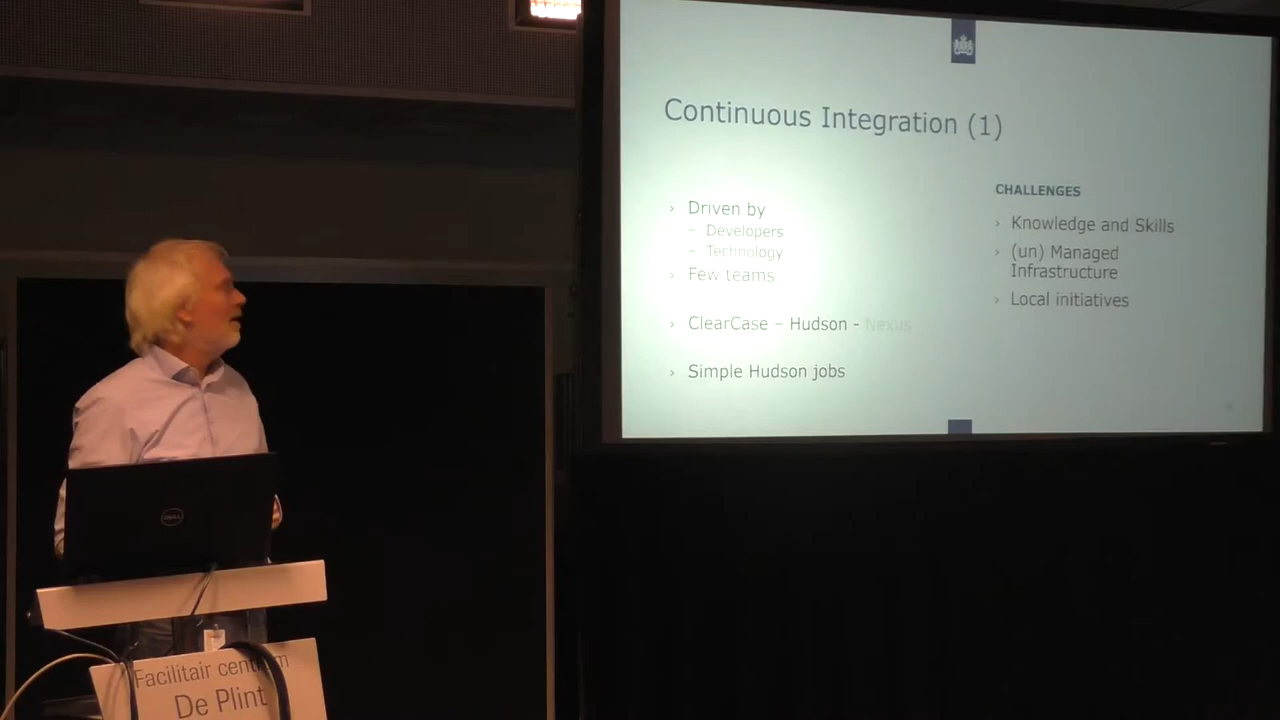 Continuous Integration (1)
› Driven by
– Developers
– Technology
› Few teams
› ClearCase – Hudson - Nexus
› Simple Hudson jobs
CHALLENGES
› Knowledge and Skills
› (un) Managed
Infrastructure
› Local initiatives
DELL
Facilitair centrum
De Plint